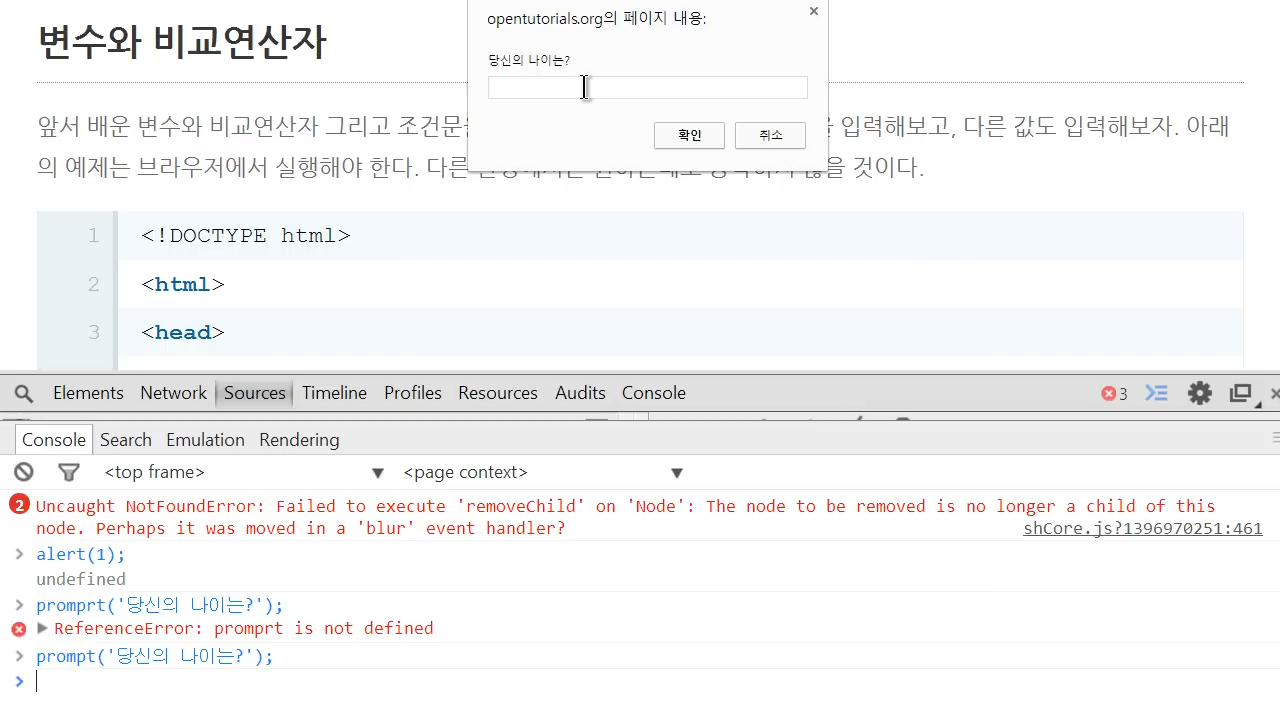 변수와 비교연산자
opentutorials.org의 페이지 내용:
당신의 나이는?
확인 취소
앞서 배운 변수와 비교연산자 그리고 조건문을 입력해보고, 다른 값도 입력해보자. 아래
의 예제는 브라우저에서 실행해야 한다. 다른 않을 것이다.
1 <!DOCTYPE html>
2 <html>
3 <head>
Elements Network Sources Timeline Profiles Resources Audits Console 3
Console Search Emulation Rendering
<top frame> <page context>
2 Uncaught NotFoundError: Failed to execute 'removeChild' on 'Node': The node to be removed is no longer a child of this
node. Perhaps it was moved in a 'blur' event handler? shCore.js?1396970251:461
> alert(1);
undefined
> promprt('당신의 나이는?');
ReferenceError: promprt is not defined
> prompt('당신의 나이는?');
>